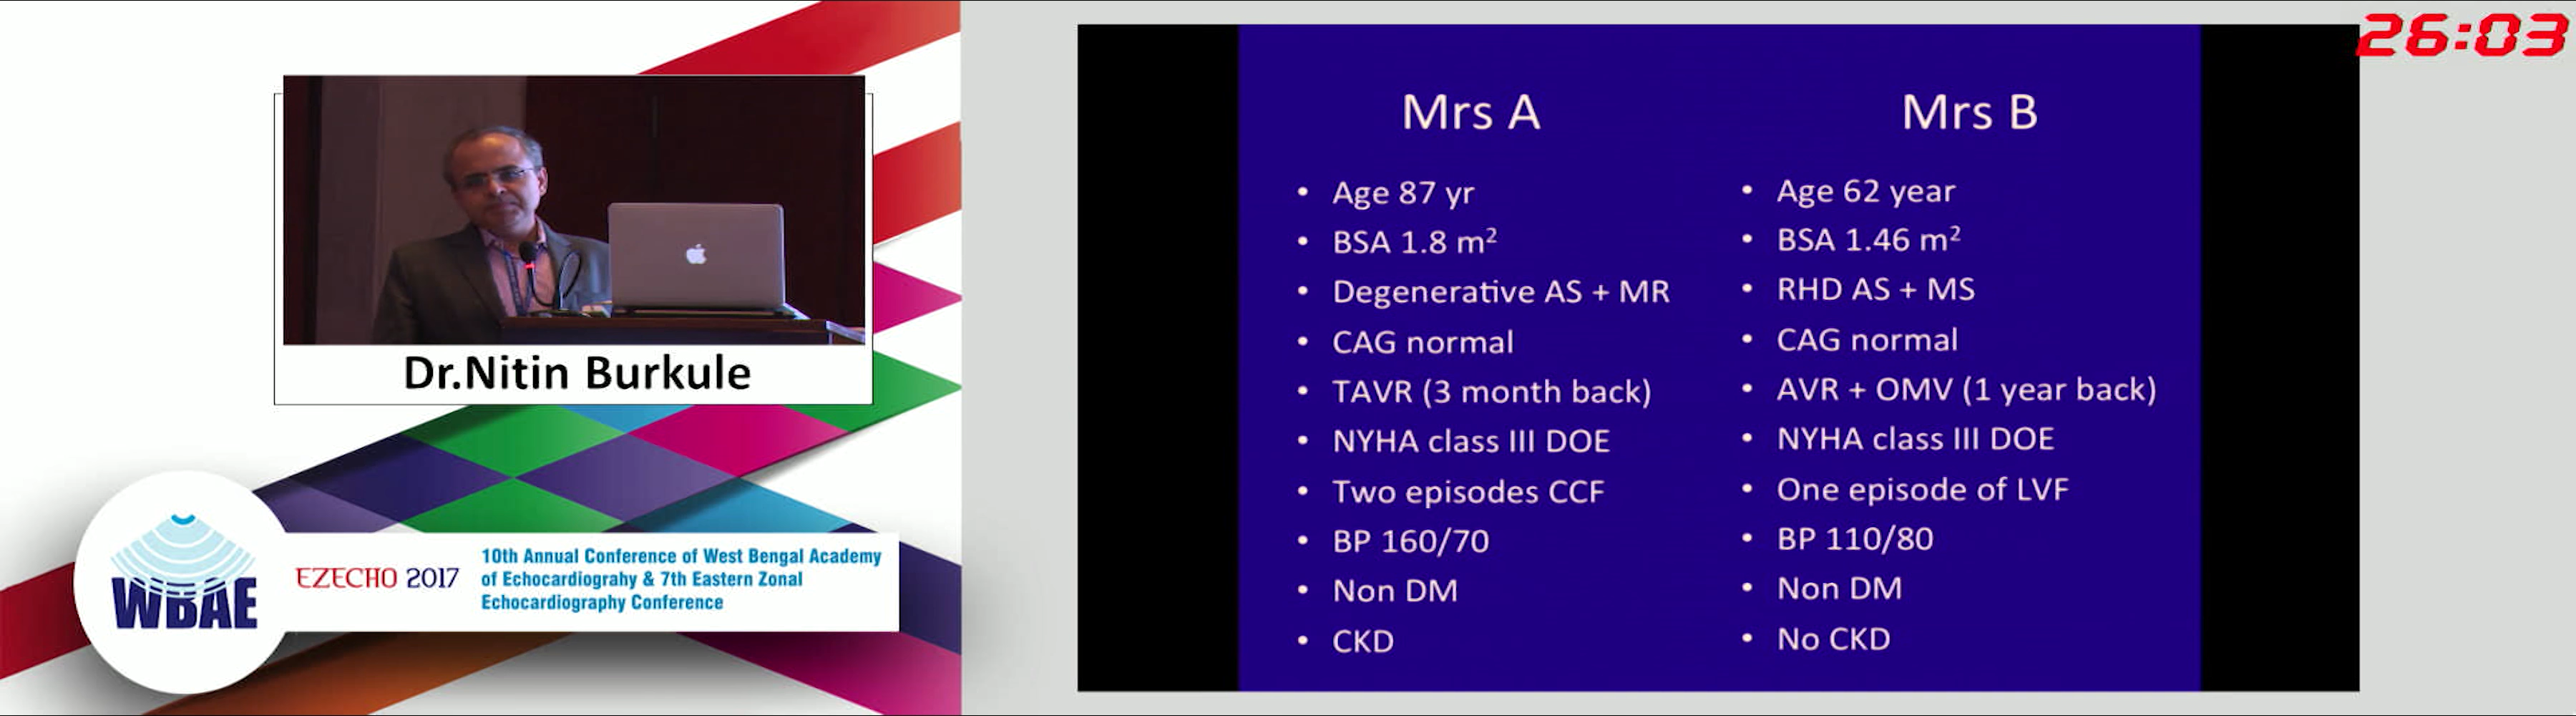 26:03
Dr.Nitin Burkule
WBAE
EZECHO 2017
10th Annual Conference of West Bengal Academy
of Echocardiograhy & 7th Eastern Zonal
Echocardiography Conference
Mrs A
• Age 87 yr
• BSA 1.8 m²
• Degenerative AS + MR
• CAG normal
• TAVR (3 month back)
• NYHA class III DOE
• Two episodes CCF
• BP 160/70
• Non DM
• CKD
Mrs B
• Age 62 year
• BSA 1.46 m²
• RHD AS + MS
• CAG normal
• AVR + OMV (1 year back)
• NYHA class III DOE
• One episode of LVF
• BP 110/80
• Non DM
• No CKD